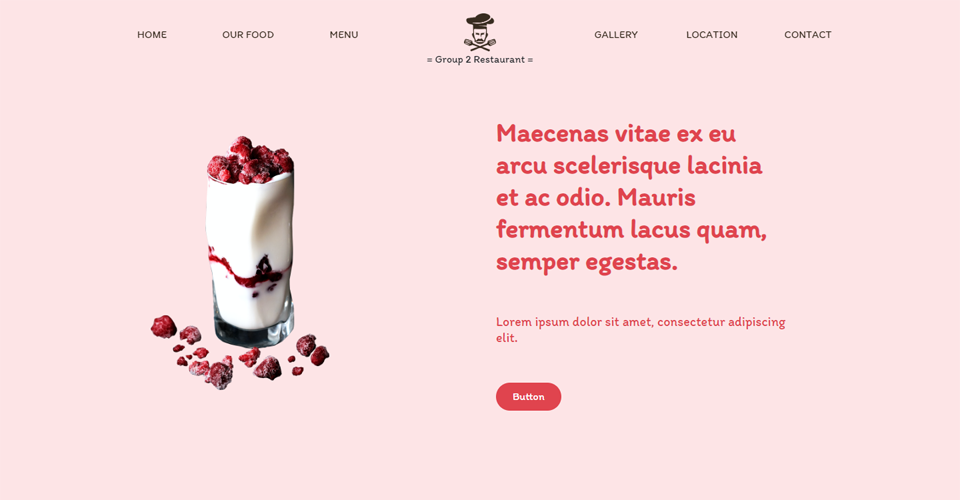 HOME
OUR FOOD
MENU
= Group 2 Restaurant =
GALLERY
LOCATION
CONTACT
Maecenas vitae ex eu
arcu scelerisque lacinia
et ac odio. Mauris
fermentum lacus quam,
semper egestas.
Lorem ipsum dolor sit amet, consectetur adipiscing
elit.
Button